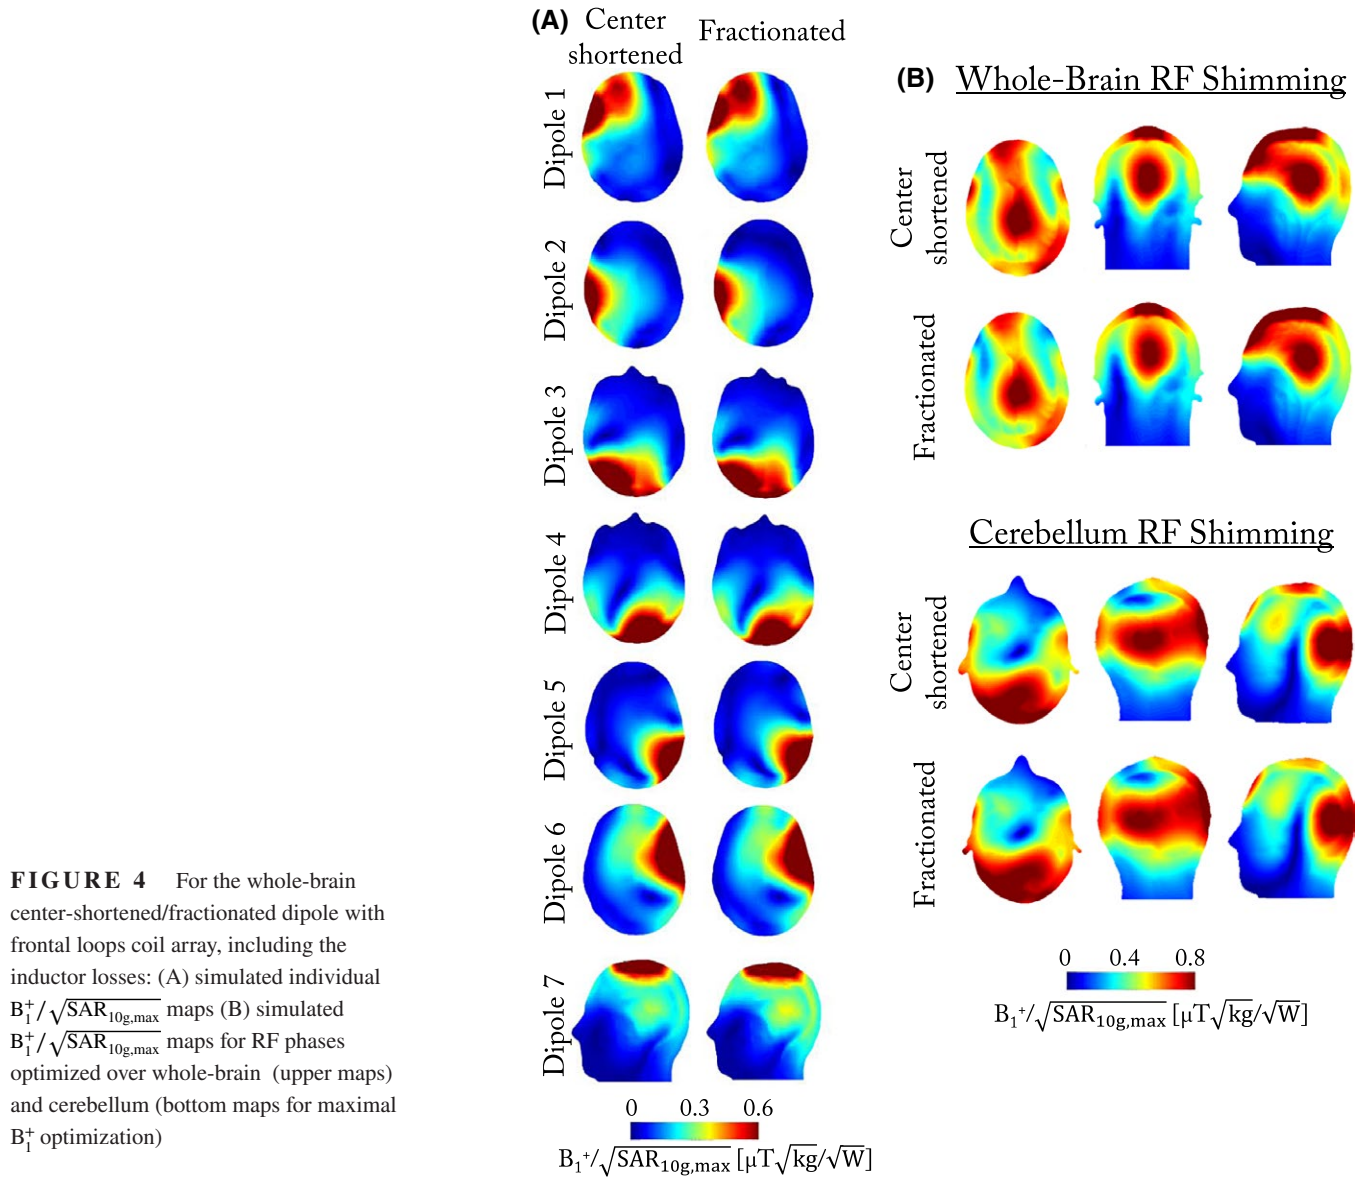 (A) Center shortened Fractionated
Dipole 1
Dipole 2
Dipole 3
Dipole 4
Dipole 5
Dipole 6
Dipole 7
0 0.3 0.6
B₁⁺/√SAR₁₀g,max [μT√kg/√W]
(B) Whole-Brain RF Shimming
Center
shortened
Fractionated
Cerebellum RF Shimming
Center
shortened
Fractionated
0 0.4 0.8
B₁⁺/√SAR₁₀g,max [μT√kg/√W]
FIGURE 4 For the whole-brain
center-shortened/fractionated dipole with
frontal loops coil array, including the
inductor losses: (A) simulated individual
B₁⁺/√SAR₁₀g,max maps (B) simulated
B₁⁺/√SAR₁₀g,max maps for RF phases
optimized over whole-brain (upper maps)
and cerebellum (bottom maps for maximal
B₁⁺ optimization)